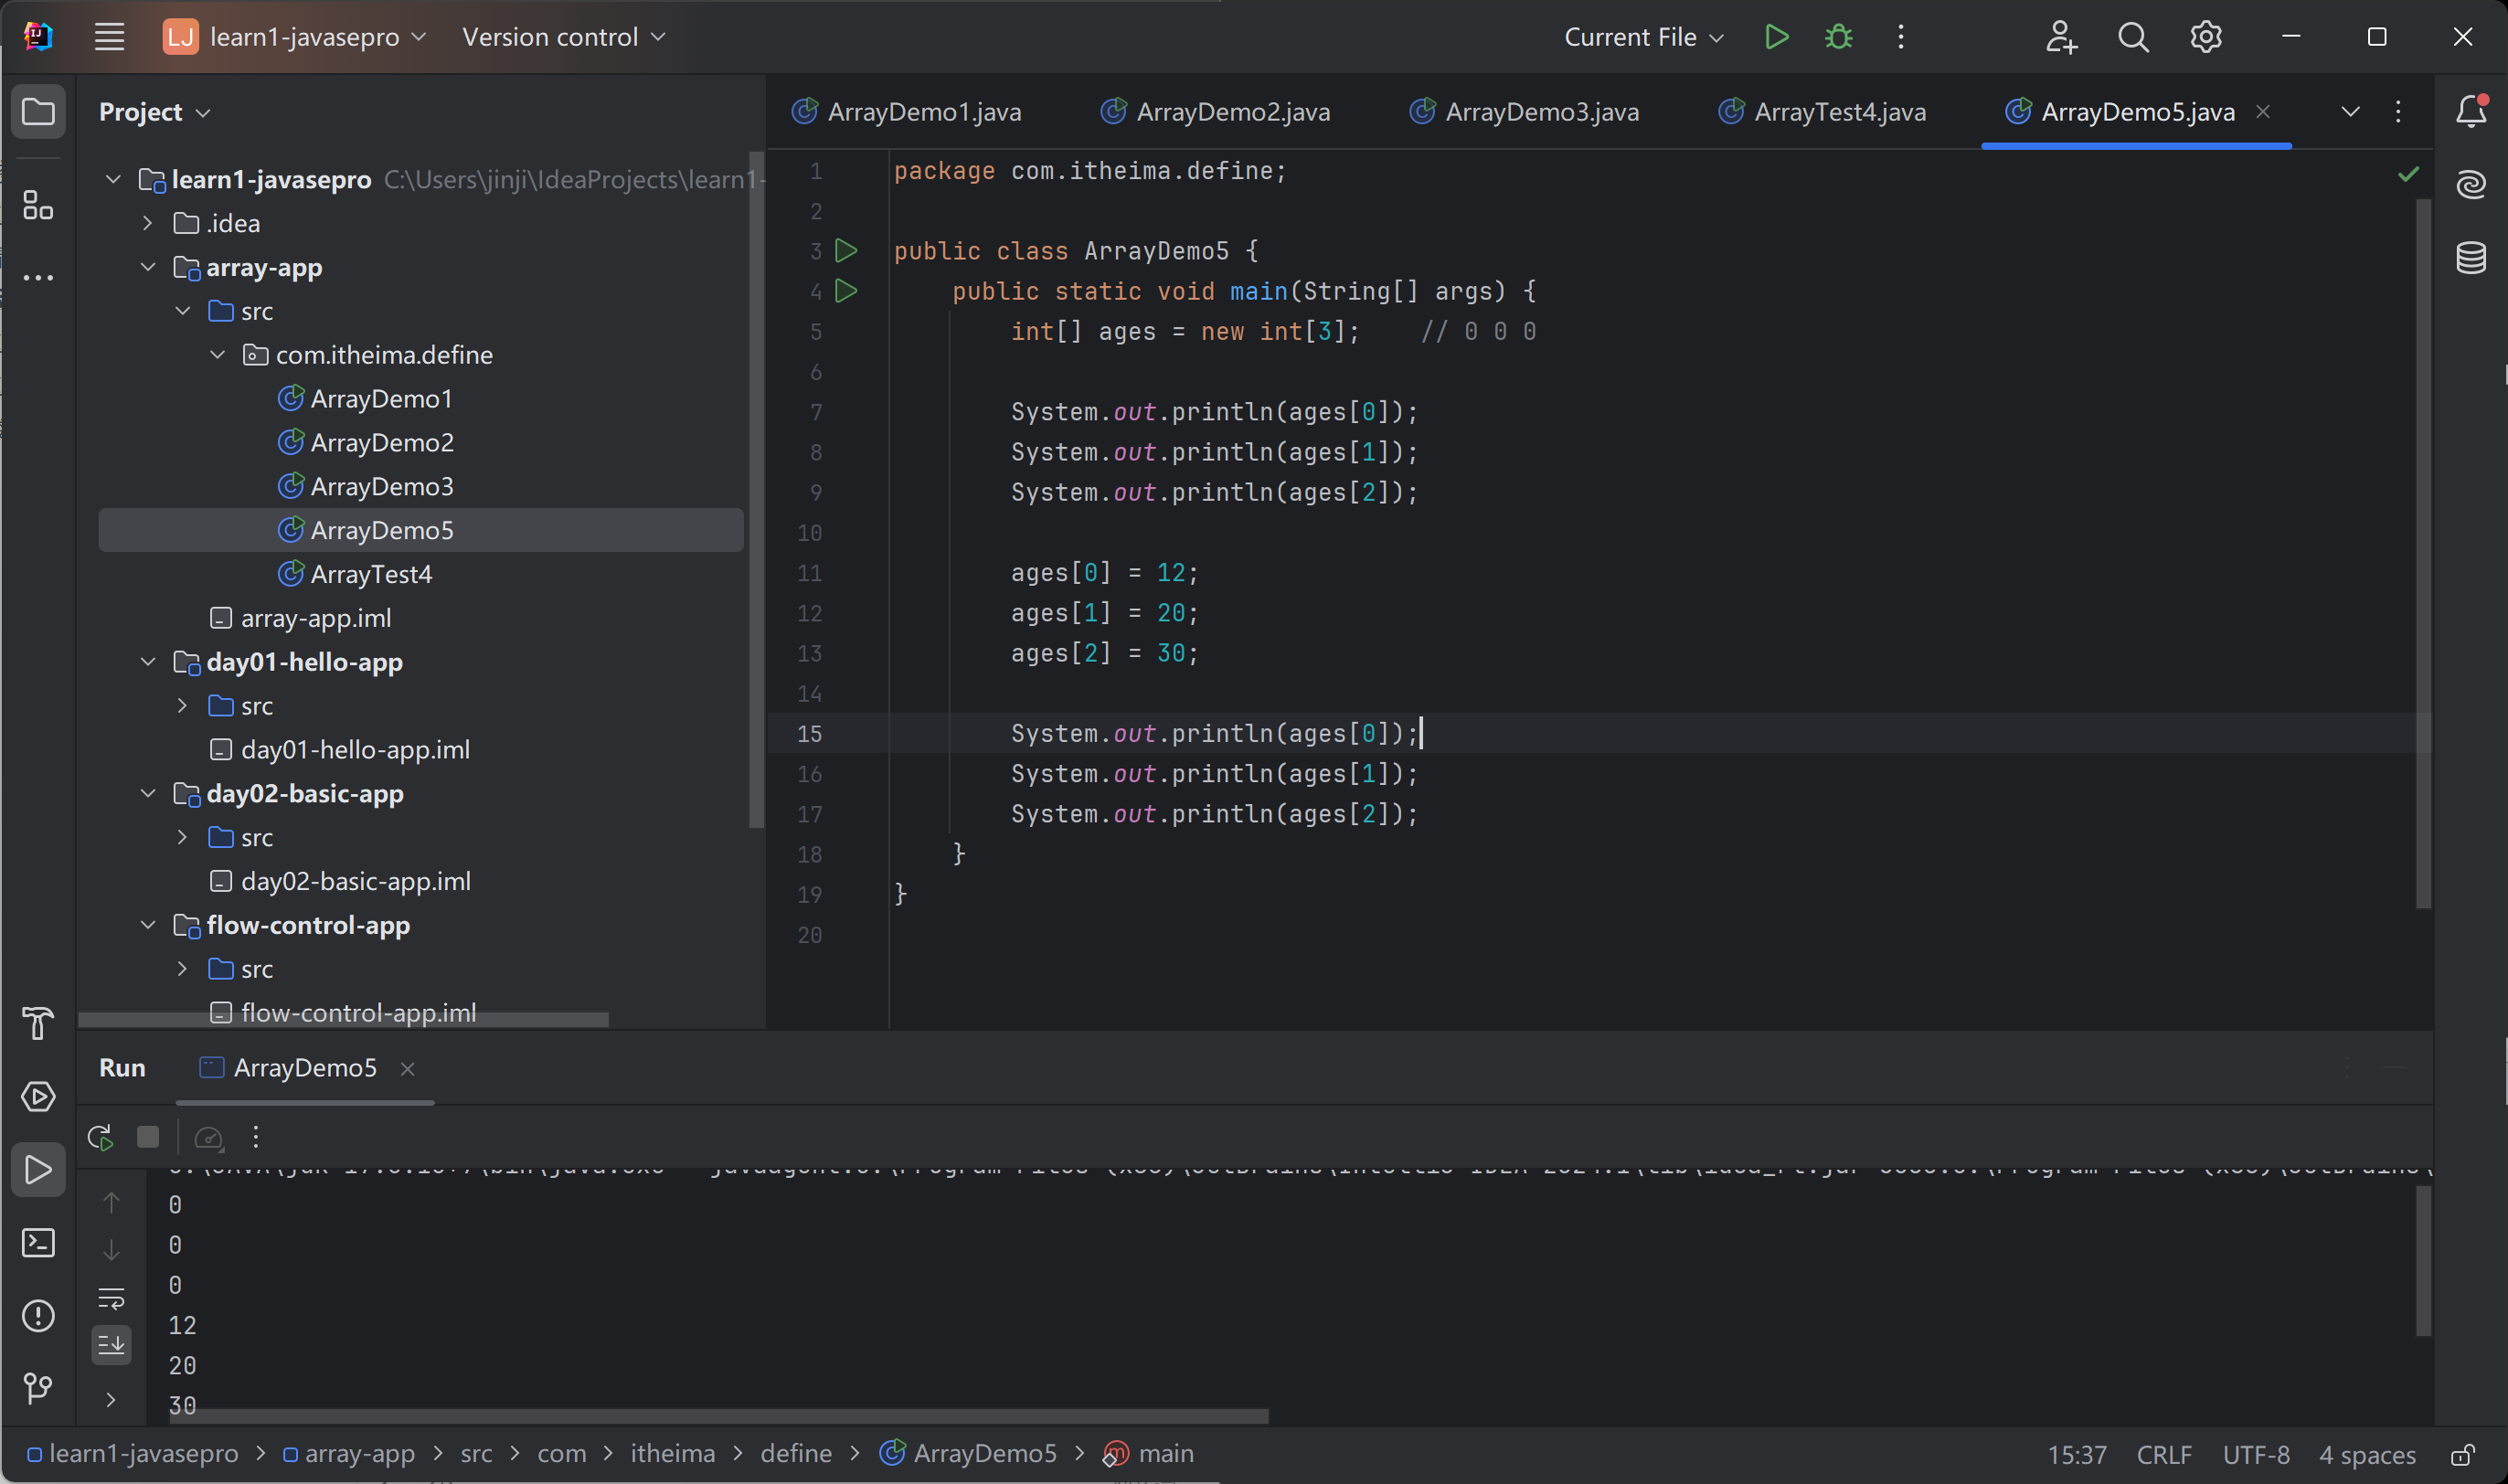 LJ learn1-javasepro Version control Current File
Project
ArrayDemo1.java ArrayDemo2.java ArrayDemo3.java ArrayTest4.java ArrayDemo5.java
learn1-javasepro C:\Users\jinji\IdeaProjects\learn1-
.idea
array-app
src
com.itheima.define
ArrayDemo1
ArrayDemo2
ArrayDemo3
ArrayDemo5
ArrayTest4
array-app.iml
day01-hello-app
src
day01-hello-app.iml
day02-basic-app
src
day02-basic-app.iml
flow-control-app
src
flow-control-app.iml
1 package com.itheima.define;
2
3 public class ArrayDemo5 {
4 public static void main(String[] args) {
5 int[] ages = new int[3]; // 0 0 0
6
7 System.out.println(ages[0]);
8 System.out.println(ages[1]);
9 System.out.println(ages[2]);
10
11 ages[0] = 12;
12 ages[1] = 20;
13 ages[2] = 30;
14
15 System.out.println(ages[0]);
16 System.out.println(ages[1]);
17 System.out.println(ages[2]);
18 }
19 }
20
Run ArrayDemo5
0
0
0
12
20
30
learn1-javasepro > array-app > src > com > itheima > define > ArrayDemo5 > main 15:37 CRLF UTF-8 4 spaces